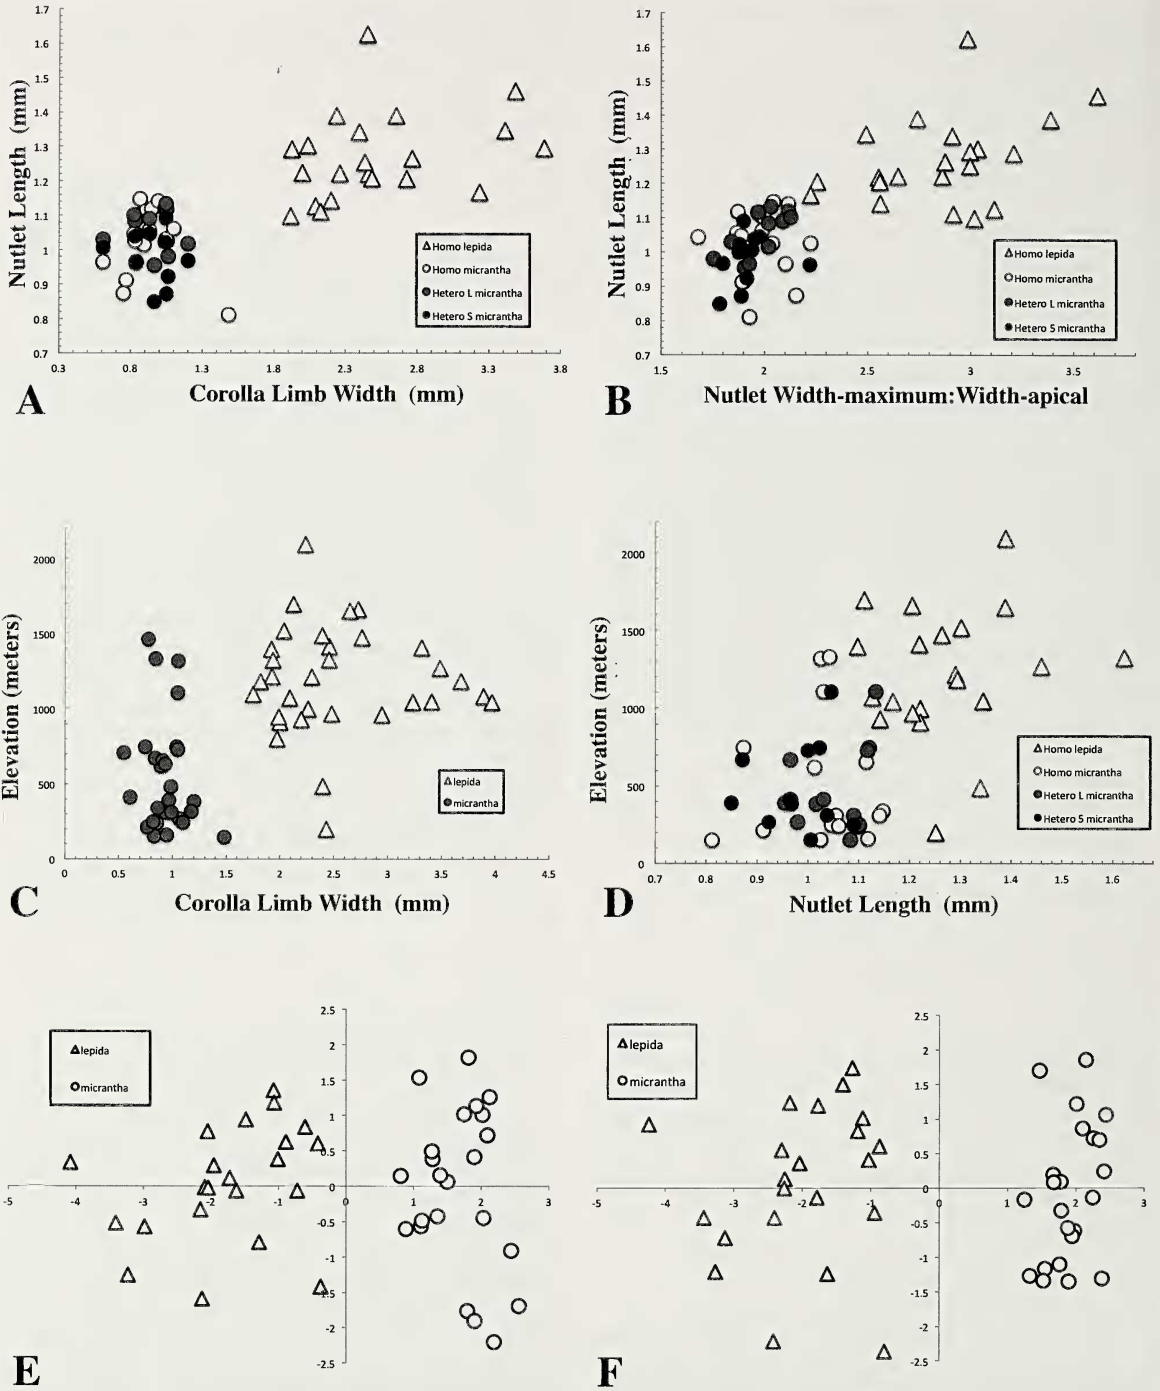 1.7
1.6
1.5
1.4
1.3
1.2
1.1
1
0.9
0.8
0.7
Nutlet Length (mm)
△ Homo lepida
○ Homo micrantha
● Hetero L micrantha
● Hetero S micrantha
0.3 0.8 1.3 1.8 2.3 2.8 3.3 3.8
Corolla Limb Width (mm)
A
1.7
1.6
1.5
1.4
1.3
1.2
1.1
1
0.9
0.8
0.7
Nutlet Length (mm)
△ Homo lepida
○ Homo micrantha
● Hetero L micrantha
● Hetero S micrantha
1.5 2 2.5 3 3.5
Nutlet Width-maximum:Width-apical
B
2000
1500
1000
500
0
Elevation (meters)
△ lepida
● micrantha
0 0.5 1 1.5 2 2.5 3 3.5 4 4.5
Corolla Limb Width (mm)
C
2000
1500
1000
500
0
Elevation (meters)
△ Homo lepida
○ Homo micrantha
● Hetero L micrantha
● Hetero S micrantha
0.7 0.8 0.9 1 1.1 1.2 1.3 1.4 1.5 1.6
Nutlet Length (mm)
D
△ lepida
○ micrantha
2.5
2
1.5
1
0.5
0
-0.5
-1
-1.5
-2
-2.5
-5 -4 -3 -2 -1 0 1 2 3
E
△ lepida
○ micrantha
2.5
2
1.5
1
0.5
0
-0.5
-1
-1.5
-2
-2.5
-5 -4 -3 -2 -1 0 1 2 3
F